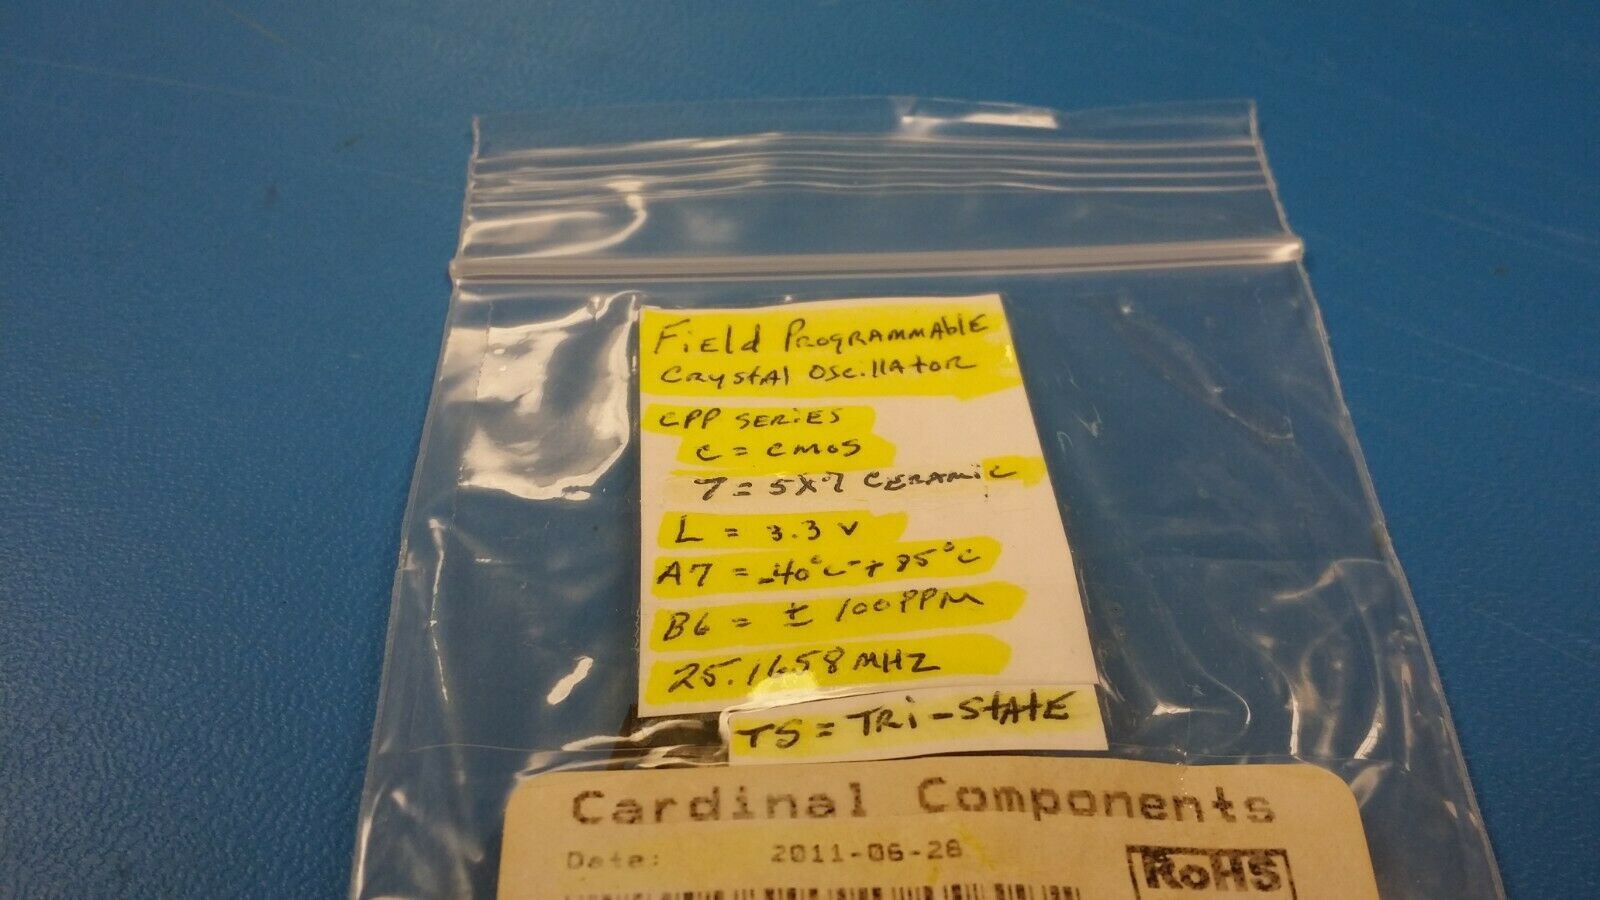 Field Programmable
Crystal Oscillator
CPP Series
C = CMOS
7 = 5x7 Ceramic
L = 3.3 V
A7 = -40°C - + 85°C
B6 = ± 100PPM
25.1658 MHZ
TS = TRi-State
Cardinal Components
Date: 2011-06-28
RoHS